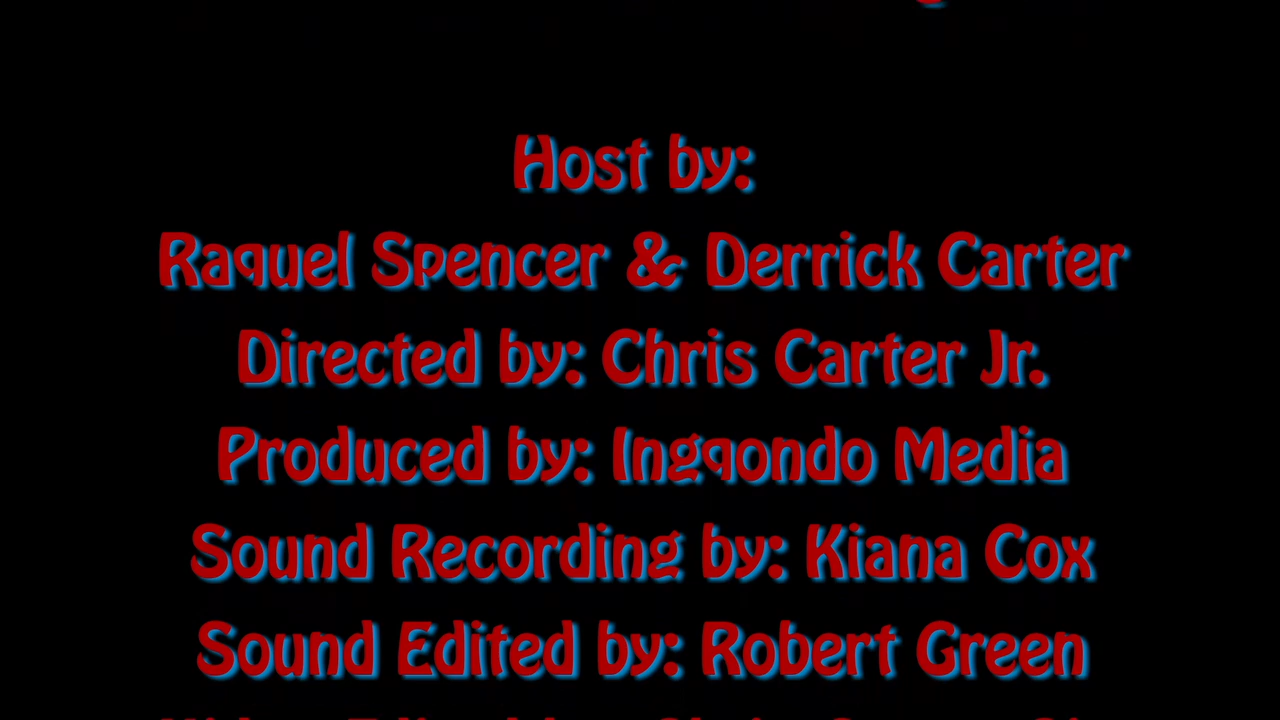 Host by:
Raquel Spencer & Derrick Carter
Directed by: Chris Carter Jr.
Produced by: Ingqondo Media
Sound Recording by: Kiana Cox
Sound Edited by: Robert Green